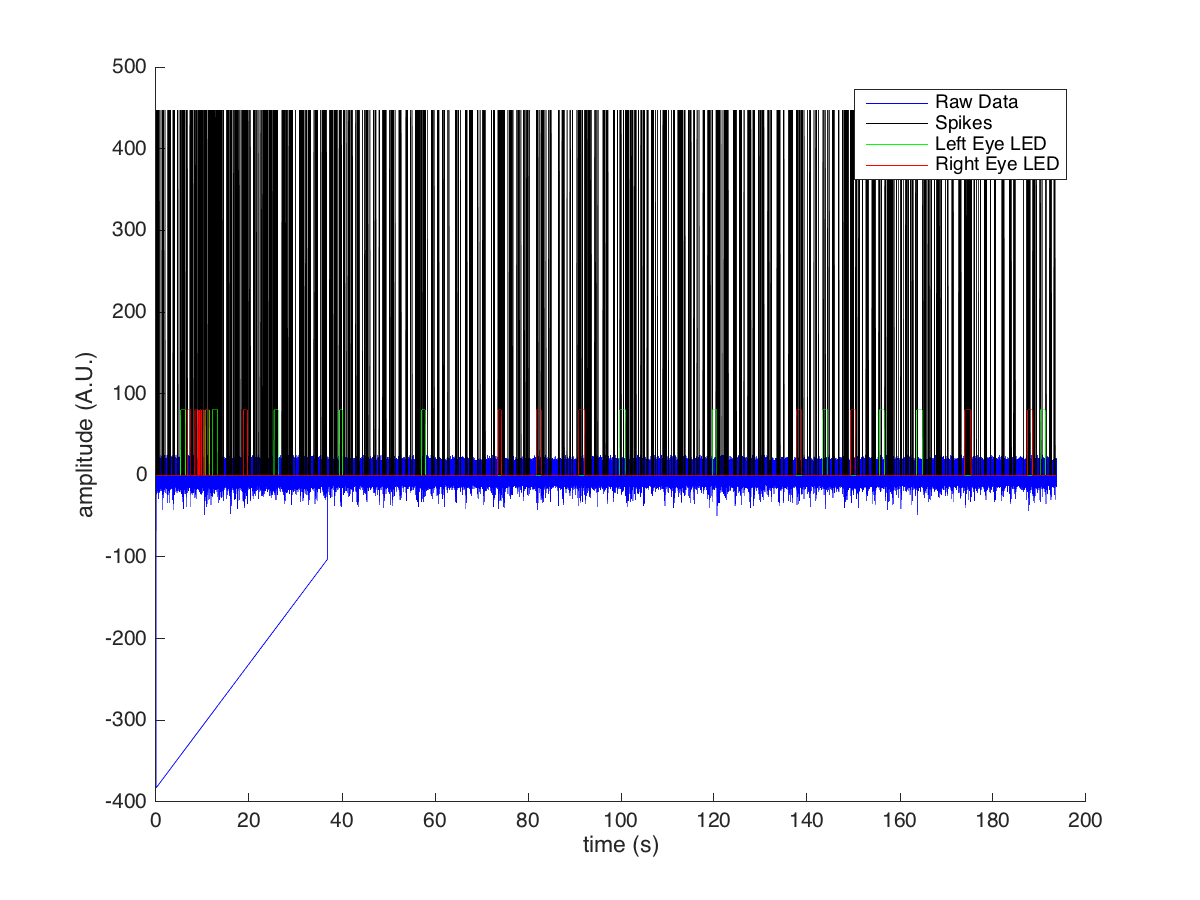 500
400
300
200
100
0
-100
-200
-300
-400
amplitude (A.U.)
Raw Data
Spikes
Left Eye LED
Right Eye LED
0 20 40 60 80 100 120 140 160 180 200
time (s)